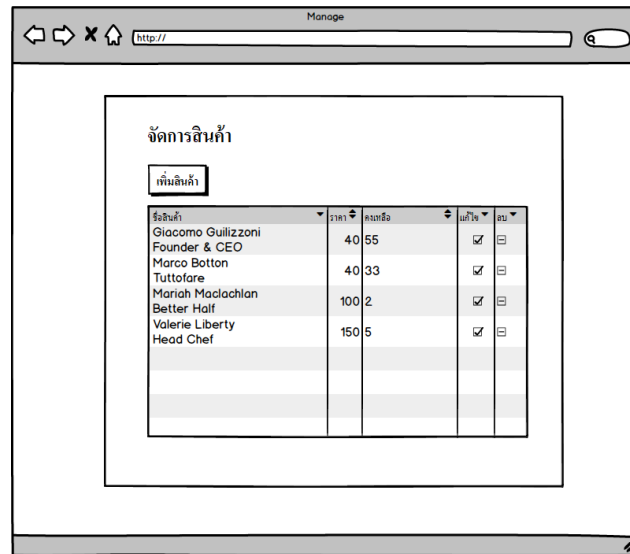 Manage
http://
จัดการสินค้า
เพิ่มสินค้า
ชื่อสินค้า ราคา คงเหลือ แก้ไข ลบ
Giacomo Guilizzoni
Founder & CEO 40 55
Marco Botton
Tuttofare 40 33
Mariah Maclachlan
Better Half 100 2
Valerie Liberty
Head Chef 150 5